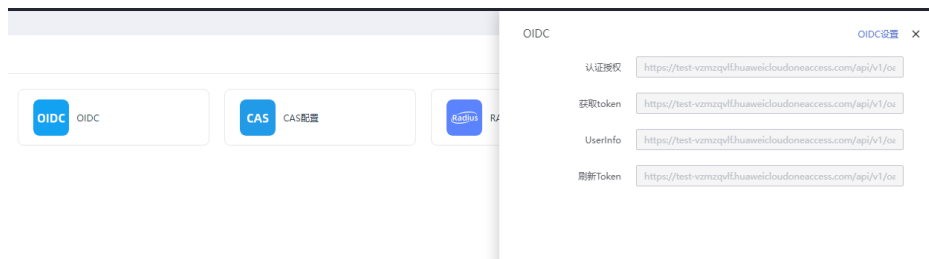 OIDC
OIDC设置
认证授权
https://test-vzmzqvlf.huaweicloudoneaccess.com/api/v1/oa
获取token
https://test-vzmzqvlf.huaweicloudoneaccess.com/api/v1/oa
UserInfo
https://test-vzmzqvlf.huaweicloudoneaccess.com/api/v1/oa
刷新Token
https://test-vzmzqvlf.huaweicloudoneaccess.com/api/v1/oa
OIDC OIDC
CAS CAS配置
Radius RA